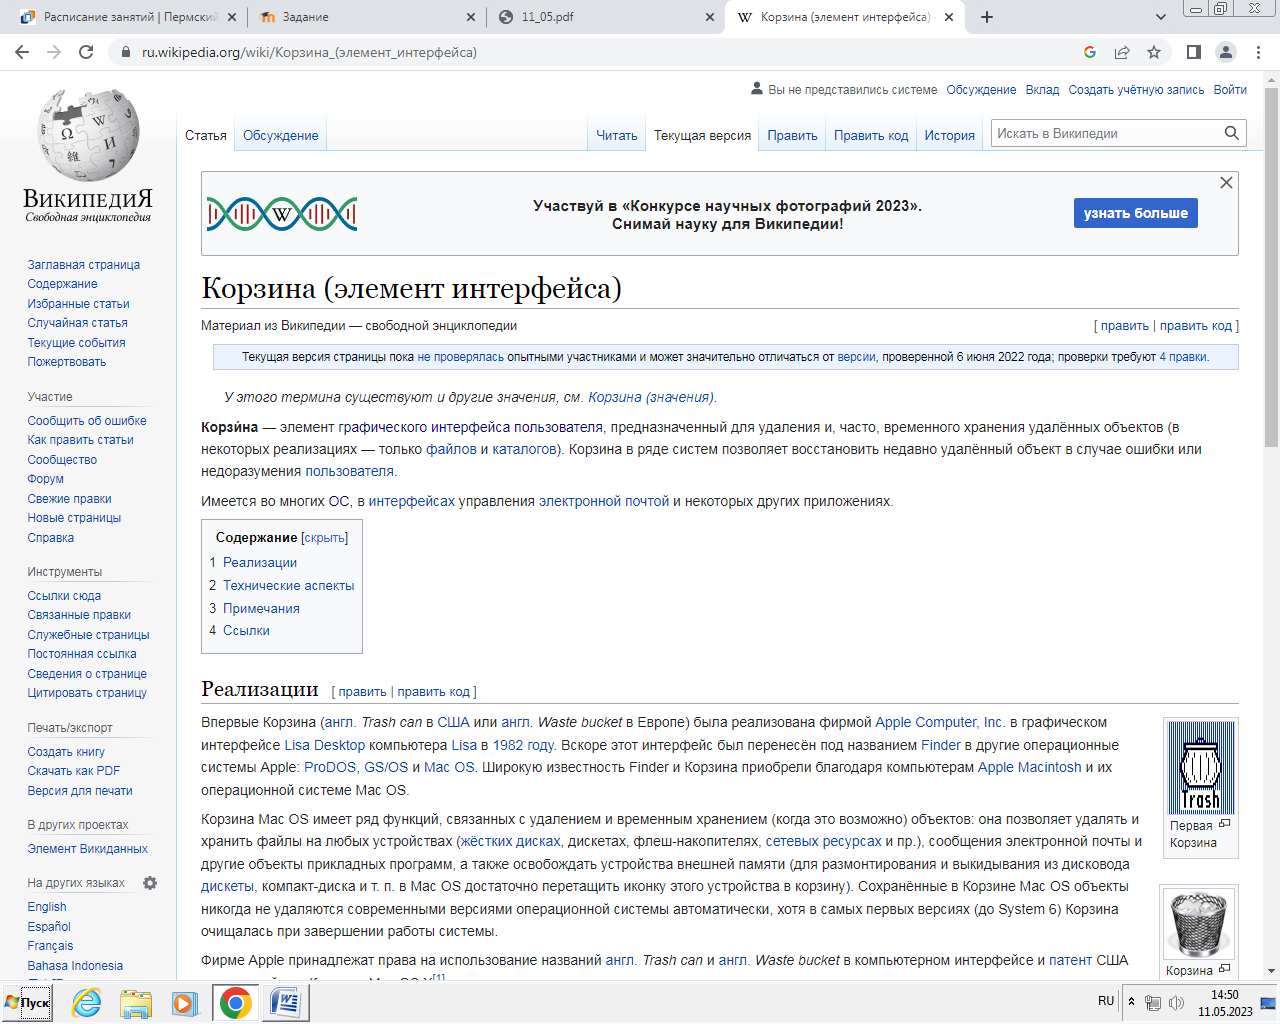 Расписание занятий | Пермский
Задание
11_05.pdf
Корзина (элемент интерфейса)
ru.wikipedia.org/wiki/Корзина_(элемент_интерфейса)
Вы не представились системе Обсуждение Вклад Создать учётную запись Войти
Статья Обсуждение Читать Текущая версия Править Править код История Искать в Википедии
ВикипедиЯ
Свободная энциклопедия
Заглавная страница
Содержание
Избранные статьи
Случайная статья
Текущие события
Пожертвовать
Участие
Сообщить об ошибке
Как править статьи
Сообщество
Форум
Свежие правки
Новые страницы
Справка
Инструменты
Ссылки сюда
Связанные правки
Служебные страницы
Постоянная ссылка
Сведения о странице
Цитировать страницу
Печать/экспорт
Создать книгу
Скачать как PDF
Версия для печати
В других проектах
Элемент Викиданных
На других языках
English
Español
Français
Bahasa Indonesia
Участвуй в «Конкурсе научных фотографий 2023».
Снимай науку для Википедии!
узнать больше
Корзина (элемент интерфейса)
Материал из Википедии — свободной энциклопедии [ править | править код ]
Текущая версия страницы пока не проверялась опытными участниками и может значительно отличаться от версии, проверенной 6 июня 2022 года; проверки требуют 4 правки.
У этого термина существуют и другие значения, см. Корзина (значения).
Корзи́на — элемент графического интерфейса пользователя, предназначенный для удаления и, часто, временного хранения удалённых объектов (в
некоторых реализациях — только файлов и каталогов). Корзина в ряде систем позволяет восстановить недавно удалённый объект в случае ошибки или
недоразумения пользователя.
Имеется во многих ОС, в интерфейсах управления электронной почтой и некоторых других приложениях.
Содержание [скрыть]
1 Реализации
2 Технические аспекты
3 Примечания
4 Ссылки
Реализации [ править | править код ]
Впервые Корзина (англ. Trash can в США или англ. Waste bucket в Европе) была реализована фирмой Apple Computer, Inc. в графическом
интерфейсе Lisa Desktop компьютера Lisa в 1982 году. Вскоре этот интерфейс был перенесён под названием Finder в другие операционные
системы Apple: ProDOS, GS/OS и Mac OS. Широкую известность Finder и Корзина приобрели благодаря компьютерам Apple Macintosh и их
операционной системе Mac OS.
Корзина Mac OS имеет ряд функций, связанных с удалением и временным хранением (когда это возможно) объектов: она позволяет удалять и
хранить файлы на любых устройствах (жёстких дисках, дискетах, флеш-накопителях, сетевых ресурсах и пр.), сообщения электронной почты и
другие объекты прикладных программ, а также освобождать устройства внешней памяти (для размонтирования и выкидывания из дисковода
дискеты, компакт-диска и т. п. в Mac OS достаточно перетащить иконку этого устройства в корзину). Сохранённые в Корзине Mac OS объекты
никогда не удаляются современными версиями операционной системы автоматически, хотя в самых первых версиях (до System 6) Корзина
очищалась при завершении работы системы.
Фирме Apple принадлежат права на использование названий англ. Trash can и англ. Waste bucket в компьютерном интерфейсе и патент США
Trash
Первая
Корзина
Корзина
Пуск
RU
14:50
11.05.2023